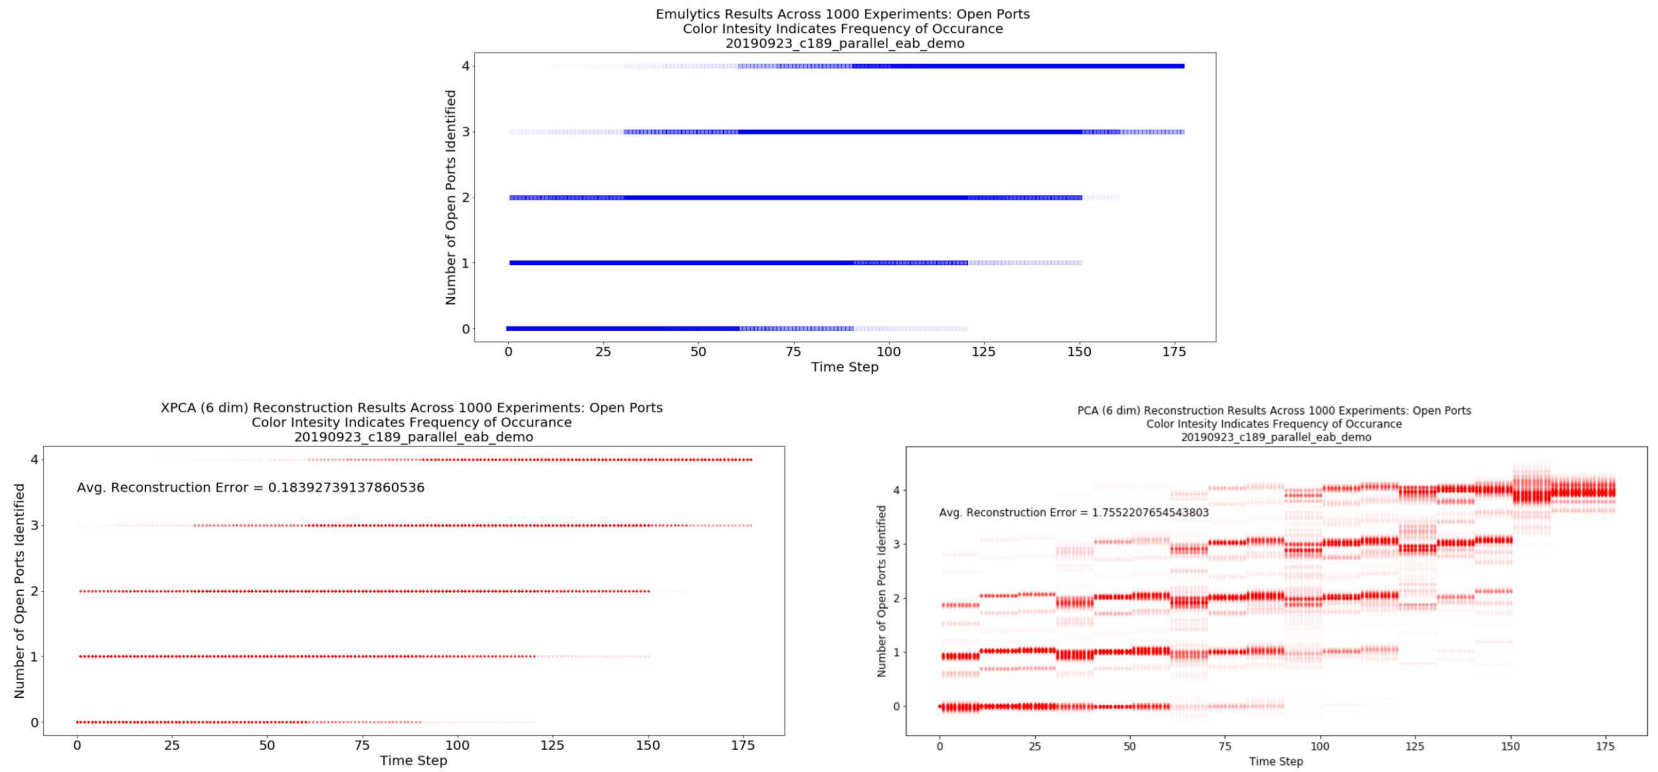 Emulytics Results Across 1000 Experiments: Open Ports
Color Intesity Indicates Frequency of Occurance
20190923_c189_parallel_eab_demo
4
3
2
1
0
Number of Open Ports Identified
0 25 50 75 100 125 150 175
Time Step
XPCA (6 dim) Reconstruction Results Across 1000 Experiments: Open Ports
Color Intesity Indicates Frequency of Occurance
20190923_c189_parallel_eab_demo
4
Avg. Reconstruction Error = 0.18392739137860536
3
2
1
0
Number of Open Ports Identified
0 25 50 75 100 125 150 175
Time Step
PCA (6 dim) Reconstruction Results Across 1000 Experiments: Open Ports
Color Intesity Indicates Frequency of Occurance
20190923_c189_parallel_eab_demo
4
Avg. Reconstruction Error = 1.7552207654543803
3
2
1
0
Number of Open Ports Identified
0 25 50 75 100 125 150 175
Time Step